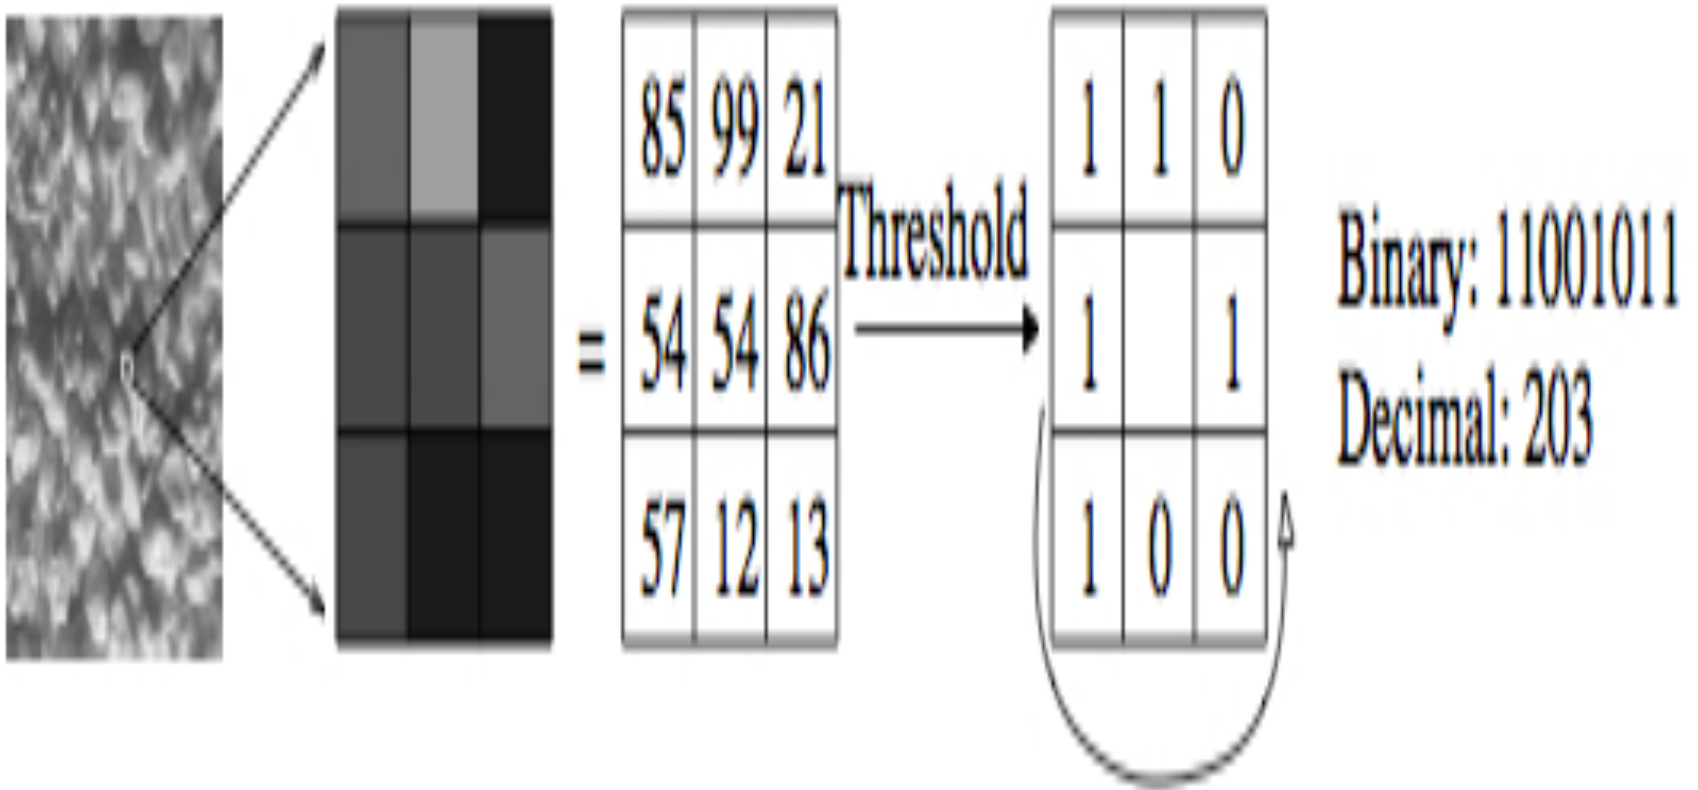 85 99 21
54 54 86
57 12 13
=
Threshold
1 1 0
1 1
1 0 0
Binary: 11001011
Decimal: 203